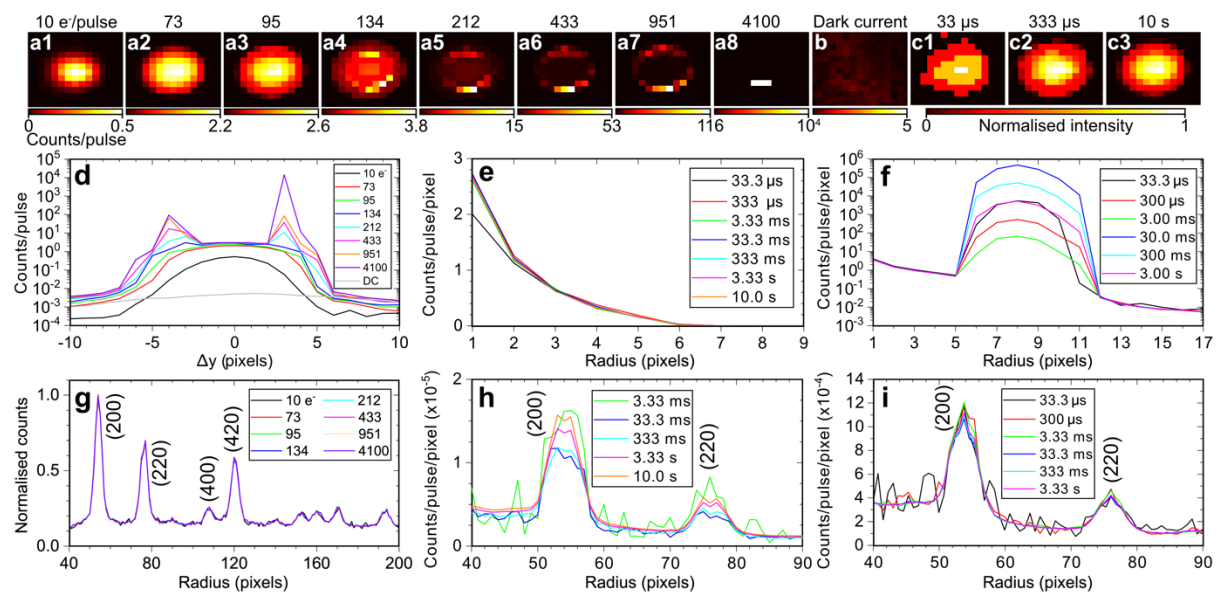 10 e-/pulse 73 95 134 212 433 951 4100 Dark current 33 µs 333 µs 10 s
a1 a2 a3 a4 a5 a6 a7 a8 b c1 c2 c3
0 0.5 2.2 2.6 3.8 15 53 116 10⁴ 5 0 Normalised intensity 1
Counts/pulse
d
Counts/pulse
10⁵
10⁴
10³
10²
10¹
10⁰
10⁻¹
10⁻²
10⁻³
10⁻⁴
-10 -5 0 5 10
Δy (pixels)
10 e-
73
95
134
212
433
951
4100
DC
e
Counts/pulse/pixel
3
2
1
0
1 2 3 4 5 6 7 8 9
Radius (pixels)
33.3 µs
333 µs
3.33 ms
33.3 ms
333 ms
3.33 s
10.0 s
f
Counts/pulse/pixel
10⁶
10⁵
10⁴
10³
10²
10¹
10⁰
10⁻¹
10⁻²
10⁻³
1 3 5 7 9 11 13 15 17
Radius (pixels)
33.3 µs
300 µs
3.00 ms
30.0 ms
300 ms
3.00 s
g
Normalised counts
1.0
0.5
0.0
40 80 120 160 200
Radius (pixels)
(200)
(220)
(400)
(420)
10 e-
73
95
134
212
433
951
4100
h
Counts/pulse/pixel (x10⁻⁵)
2
1
0
40 50 60 70 80 90
Radius (pixels)
(200)
(220)
3.33 ms
33.3 ms
333 ms
3.33 s
10.0 s
i
Counts/pulse/pixel (x10⁻⁴)
14
12
10
8
6
4
2
0
40 50 60 70 80 90
Radius (pixels)
(200)
(220)
33.3 µs
300 µs
3.33 ms
33.3 ms
333 ms
3.33 s